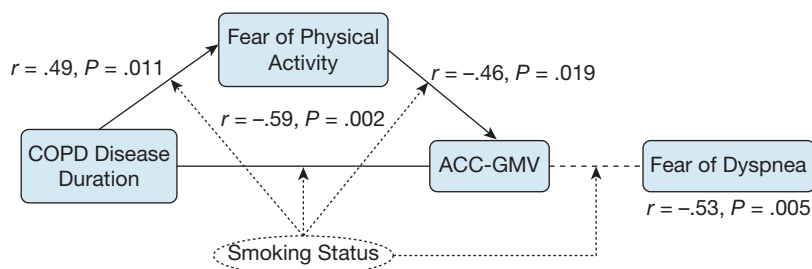 Fear of Physical
Activity
r = .49, P = .011
r = –.46, P = .019
r = –.59, P = .002
COPD Disease
Duration
ACC-GMV
Fear of Dyspnea
r = –.53, P = .005
Smoking Status